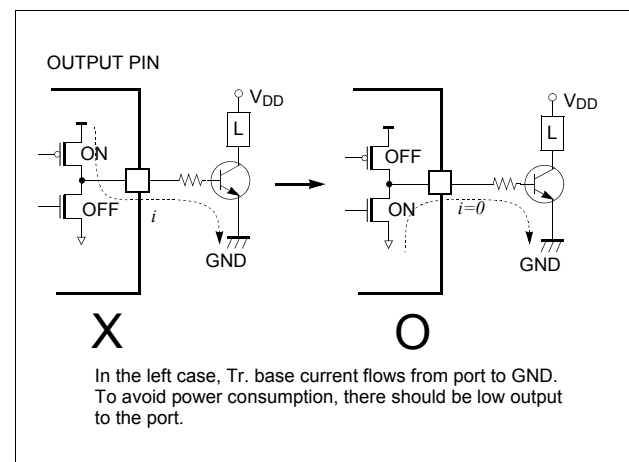 OUTPUT PIN
VDD
L
ON
OFF
i
GND
X
VDD
L
OFF
ON
i=0
GND
O
In the left case, Tr. base current flows from port to GND.
To avoid power consumption, there should be low output
to the port.